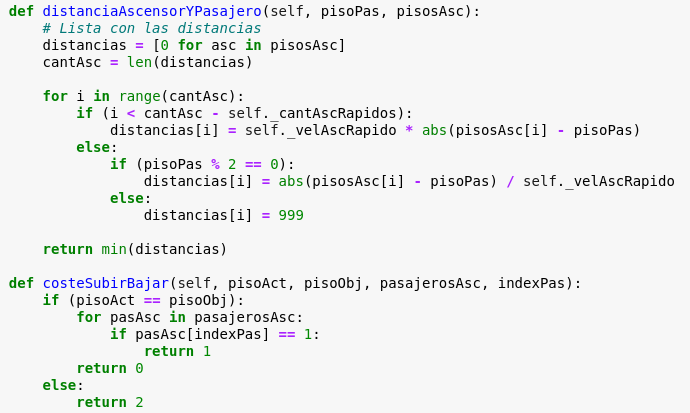 def distanciaAscensorYPasajero(self, pisoPas, pisosAsc):
    # Lista con las distancias
    distancias = [0 for asc in pisosAsc]
    cantAsc = len(distancias)

    for i in range(cantAsc):
        if (i < cantAsc - self._cantAscRapidos):
            distancias[i] = self._velAscRapido * abs(pisosAsc[i] - pisoPas)
        else:
            if (pisoPas % 2 == 0):
                distancias[i] = abs(pisosAsc[i] - pisoPas) / self._velAscRapido
            else:
                distancias[i] = 999

    return min(distancias)

def costeSubirBajar(self, pisoAct, pisoObj, pasajerosAsc, indexPas):
    if (pisoAct == pisoObj):
        for pasAsc in pasajerosAsc:
            if pasAsc[indexPas] == 1:
                return 1
        return 0
    else:
        return 2